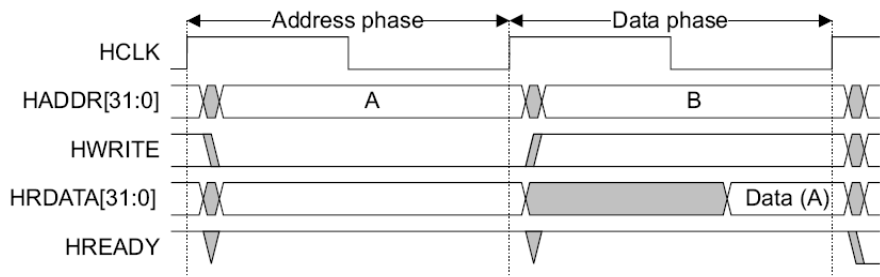 Address phase Data phase
HCLK
HADDR[31:0] A B
HWRITE
HRDATA[31:0] Data (A)
HREADY